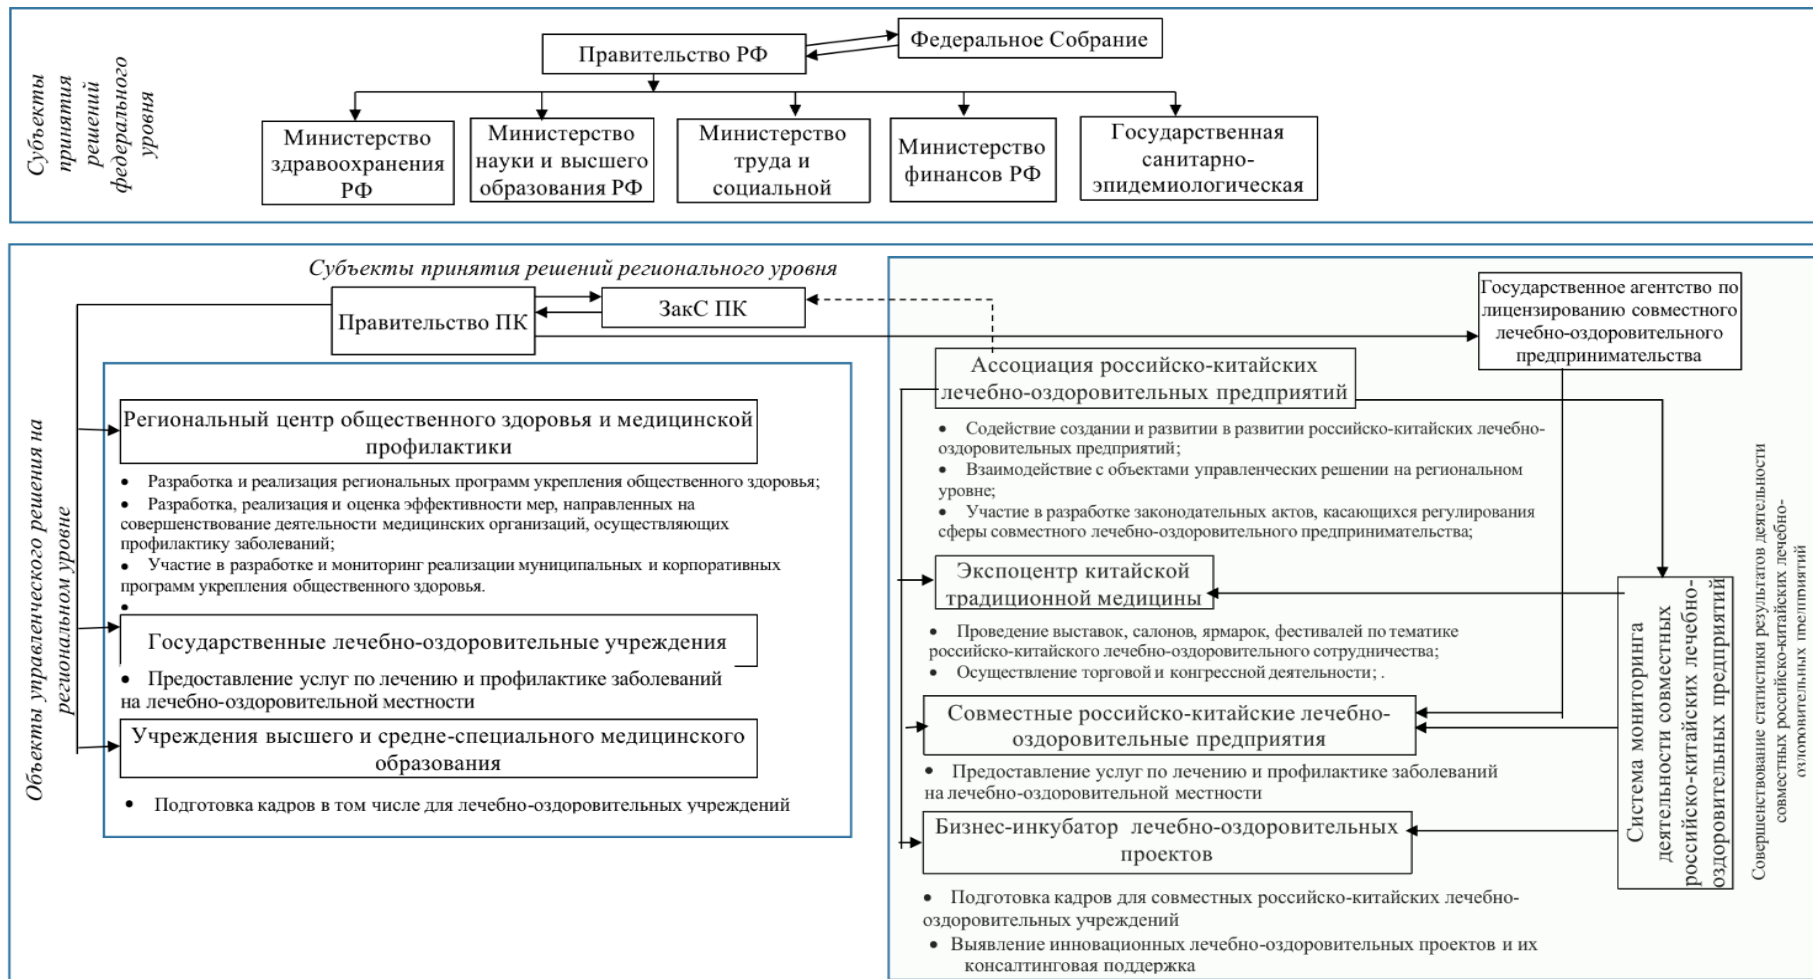 Субъекты
принятия
решений
федерального
уровня
Правительство РФ
Федеральное Собрание
Министерство
здравоохранения
РФ
Министерство
науки и высшего
образования РФ
Министерство
труда и
социальной
Министерство
финансов РФ
Государственная
санитарно-
эпидемиологическая
Субъекты принятия решений регионального уровня
Правительство ПК
ЗакС ПК
Государственное агентство по
лицензированию совместного
лечебно-оздоровительного
предпринимательства
Объекты управленческого решения на
региональном уровне
Региональный центр общественного здоровья и медицинской
профилактики
• Разработка и реализация региональных программ укрепления общественного здоровья;
• Разработка, реализация и оценка эффективности мер, направленных на
совершенствование деятельности медицинских организаций, осуществляющих
профилактику заболеваний;
• Участие в разработке и мониторинг реализации муниципальных и корпоративных
программ укрепления общественного здоровья.
•
Государственные лечебно-оздоровительные учреждения
• Предоставление услуг по лечению и профилактике заболеваний
на лечебно-оздоровительной местности
Учреждения высшего и средне-специального медицинского
образования
• Подготовка кадров в том числе для лечебно-оздоровительных учреждений
Ассоциация российско-китайских
лечебно-оздоровительных предприятий
• Содействие создании и развитии в развитии российско-китайских лечебно-
оздоровительных предприятий;
• Взаимодействие с объектами управленческих решении на региональном
уровне;
• Участие в разработке законодательных актов, касающихся регулирования
сферы совместного лечебно-оздоровительного предпринимательства;
Экспоцентр китайской
традиционной медицины
• Проведение выставок, салонов, ярмарок, фестивалей по тематике
российско-китайского лечебно-оздоровительного сотрудничества;
• Осуществление торговой и конгрессной деятельности; .
Совместные российско-китайские лечебно-
оздоровительные предприятия
• Предоставление услуг по лечению и профилактике заболеваний
на лечебно-оздоровительной местности
Бизнес-инкубатор лечебно-оздоровительных
проектов
• Подготовка кадров для совместных российско-китайских лечебно-
оздоровительных учреждений
• Выявление инновационных лечебно-оздоровительных проектов и их
консалтинговая поддержка
Система мониторинга
деятельности совместных
российско-китайских лечебно-
оздоровительных предприятий
Совершенствование статистики результатов деятельности
совместных российско-китайских лечебно-
оздоровительных предприятий